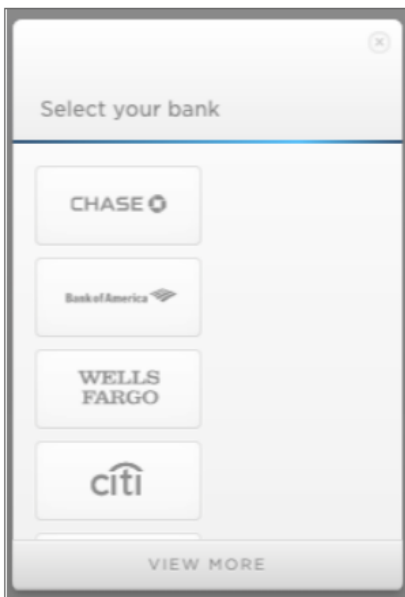 Select your bank
CHASE
Bank of America
WELLS
FARGO
citi
VIEW MORE